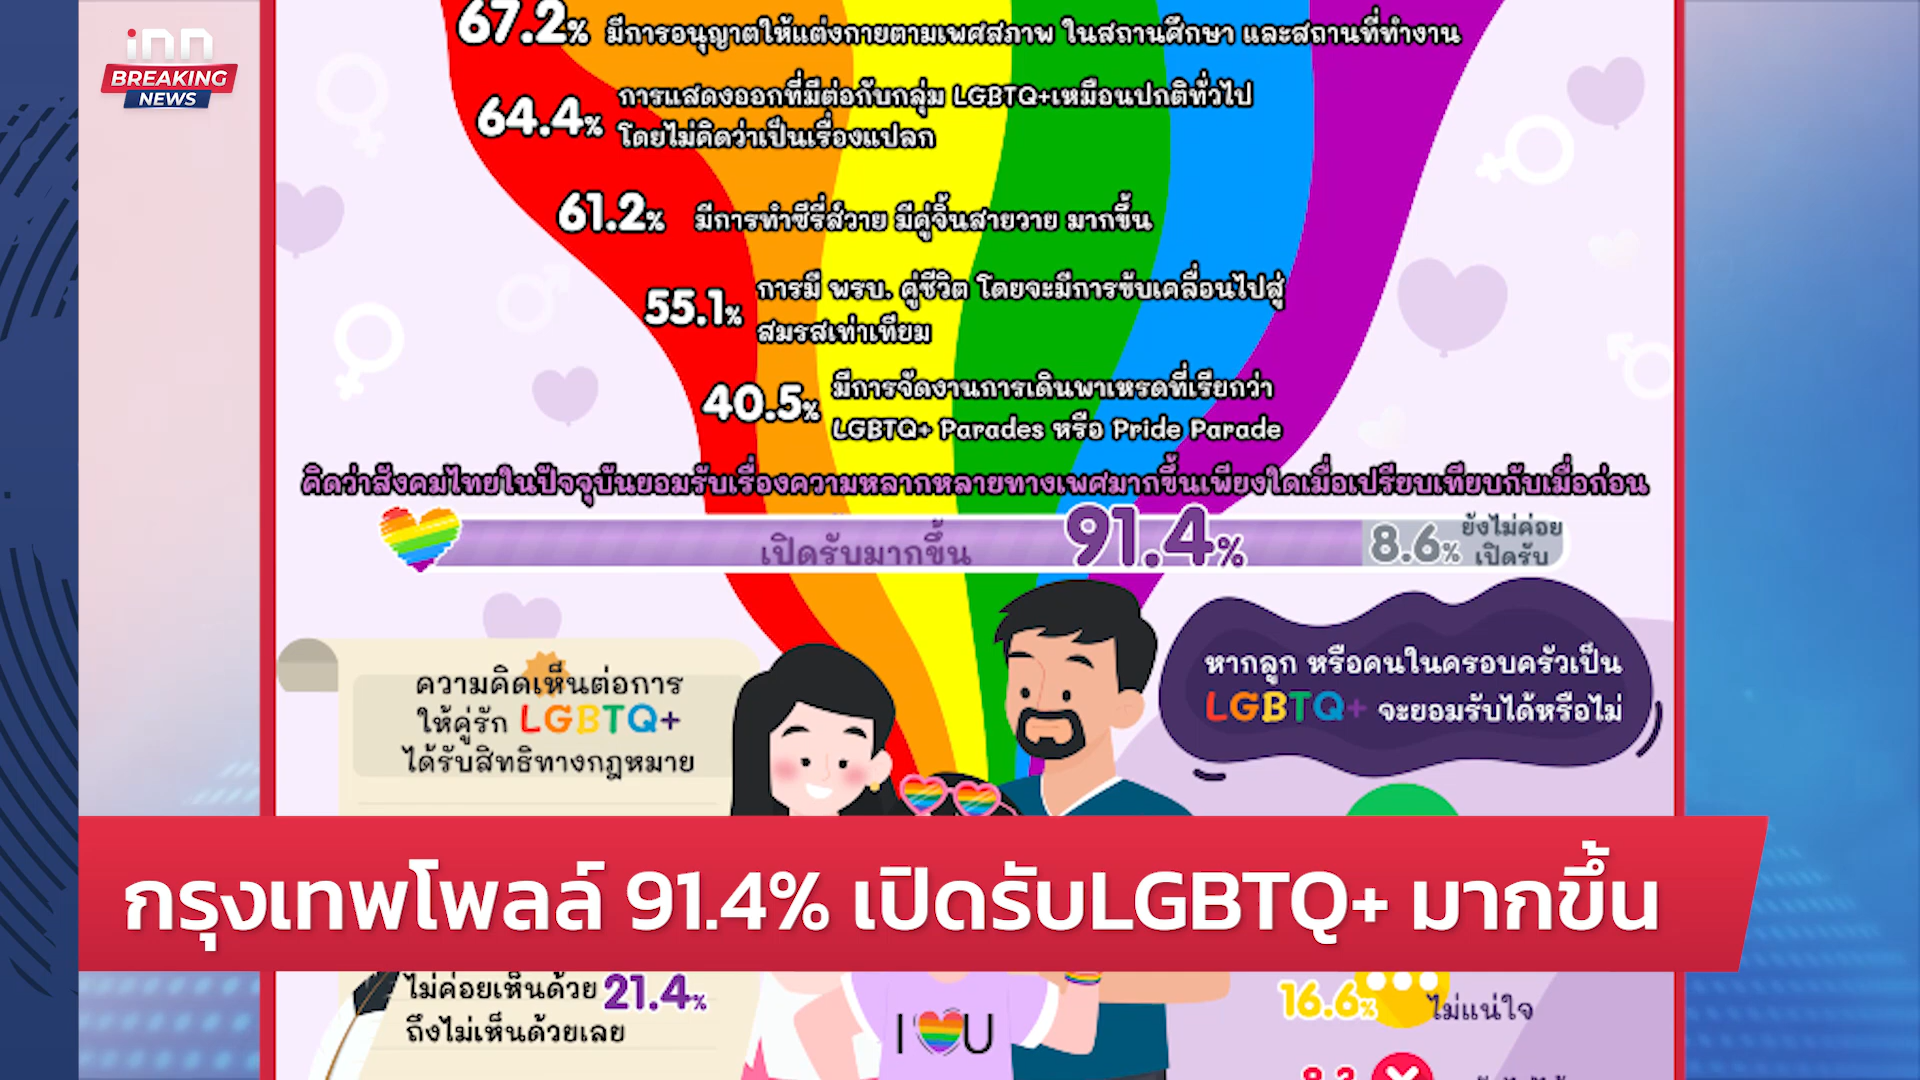 inn
BREAKING
NEWS
67.2% มีการอนุญาตให้แต่งกายตามเพศสภาพ ในสถานศึกษา และสถานที่ทำงาน
64.4% การแสดงออกที่มีต่อกับกลุ่ม LGBTQ+เหมือนปกติทั่วไป
โดยไม่คิดว่าเป็นเรื่องแปลก
61.2% มีการทำซีรี่ส์วาย มีคู่จิ้นสายวาย มากขึ้น
55.1% การมี พรบ. คู่ชีวิต โดยจะมีการขับเคลื่อนไปสู่
สมรสเท่าเทียม
40.5% มีการจัดงานการเดินพาเหรดที่เรียกว่า
LGBTQ+ Parades หรือ Pride Parade
คิดว่าสังคมไทยในปัจจุบันยอมรับเรื่องความหลากหลายทางเพศมากขึ้นเพียงใดเมื่อเปรียบเทียบกับเมื่อก่อน
เปิดรับมากขึ้น 91.4%
8.6% ยังไม่ค่อย
เปิดรับ
ความคิดเห็นต่อการ
ให้คู่รัก LGBTQ+
ได้รับสิทธิทางกฎหมาย
หากลูก หรือคนในครอบครัวเป็น
LGBTQ+ จะยอมรับได้หรือไม่
กรุงเทพโพลล์ 91.4% เปิดรับLGBTQ+ มากขึ้น
ไม่ค่อยเห็นด้วย 21.4%
ถึงไม่เห็นด้วยเลย
I U
16.6% ไม่แน่ใจ